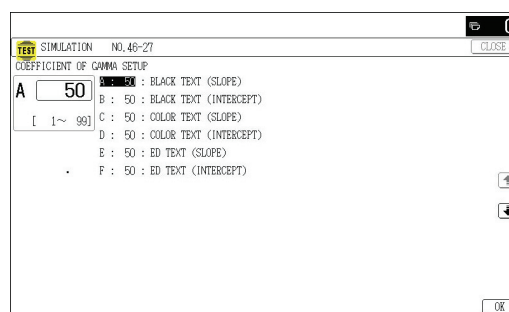 TEST SIMULATION NO.46-27
CLOSE
COEFFICIENT OF GAMMA SETUP
A 50
[ 1~ 99]
A : 50 : BLACK TEXT (SLOPE)
B : 50 : BLACK TEXT (INTERCEPT)
C : 50 : COLOR TEXT (SLOPE)
D : 50 : COLOR TEXT (INTERCEPT)
E : 50 : ED TEXT (SLOPE)
F : 50 : ED TEXT (INTERCEPT)
OK